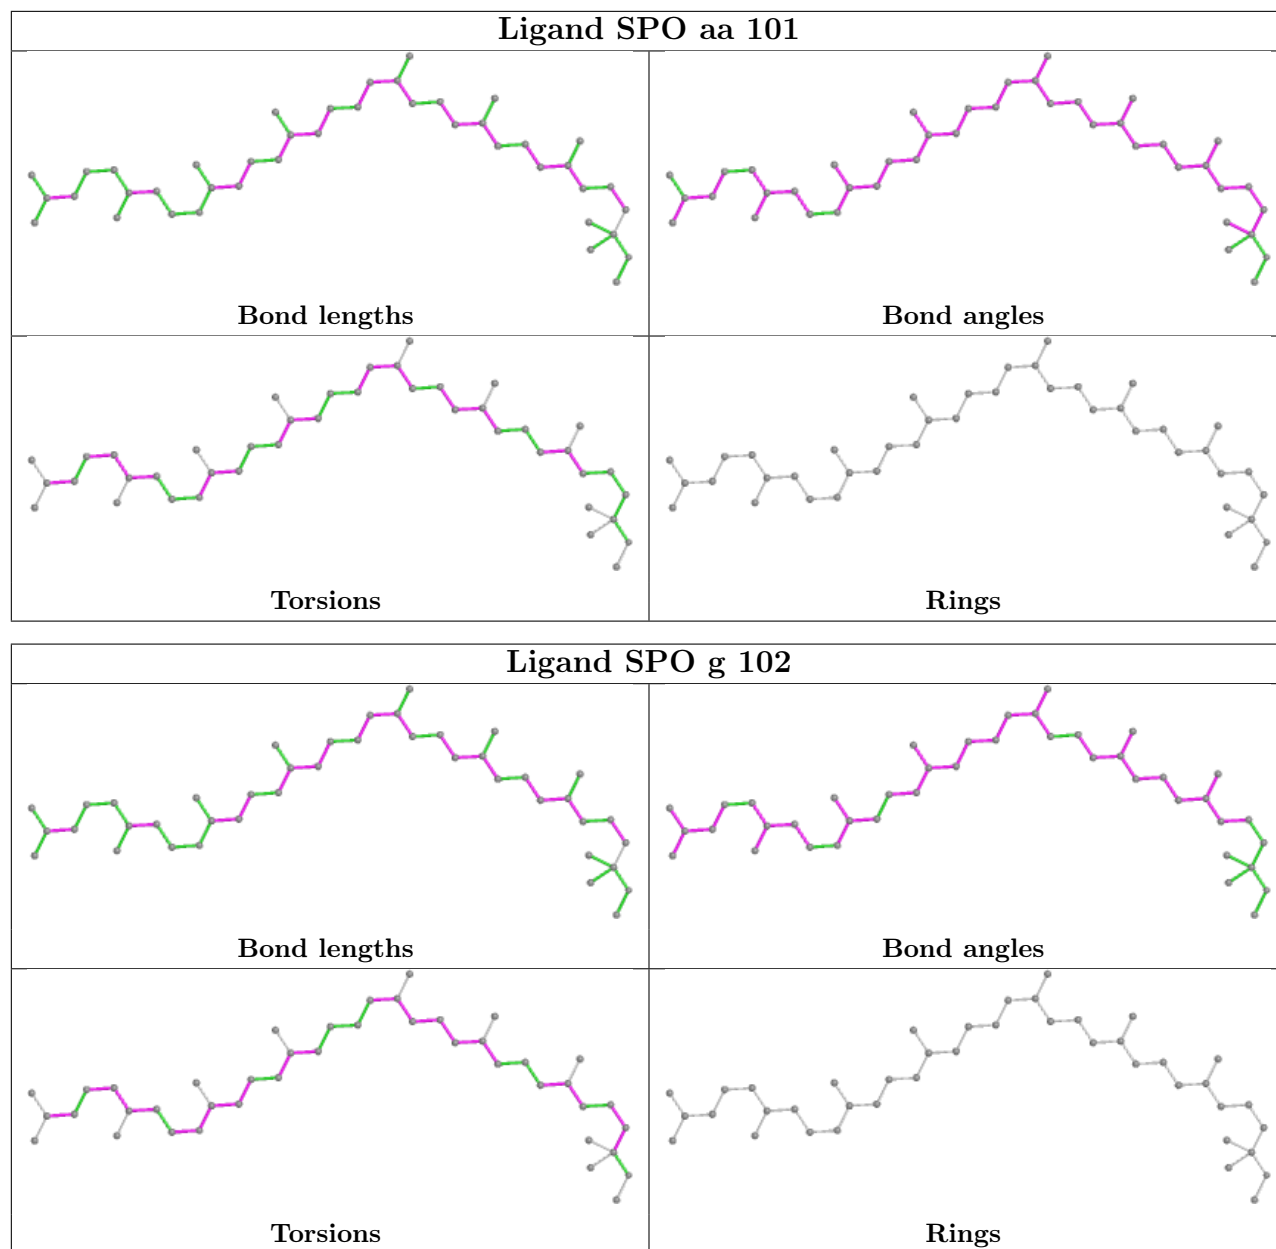 Ligand SPO aa 101
Bond lengths
Bond angles
Torsions
Rings
Ligand SPO g 102
Bond lengths
Bond angles
Torsions
Rings